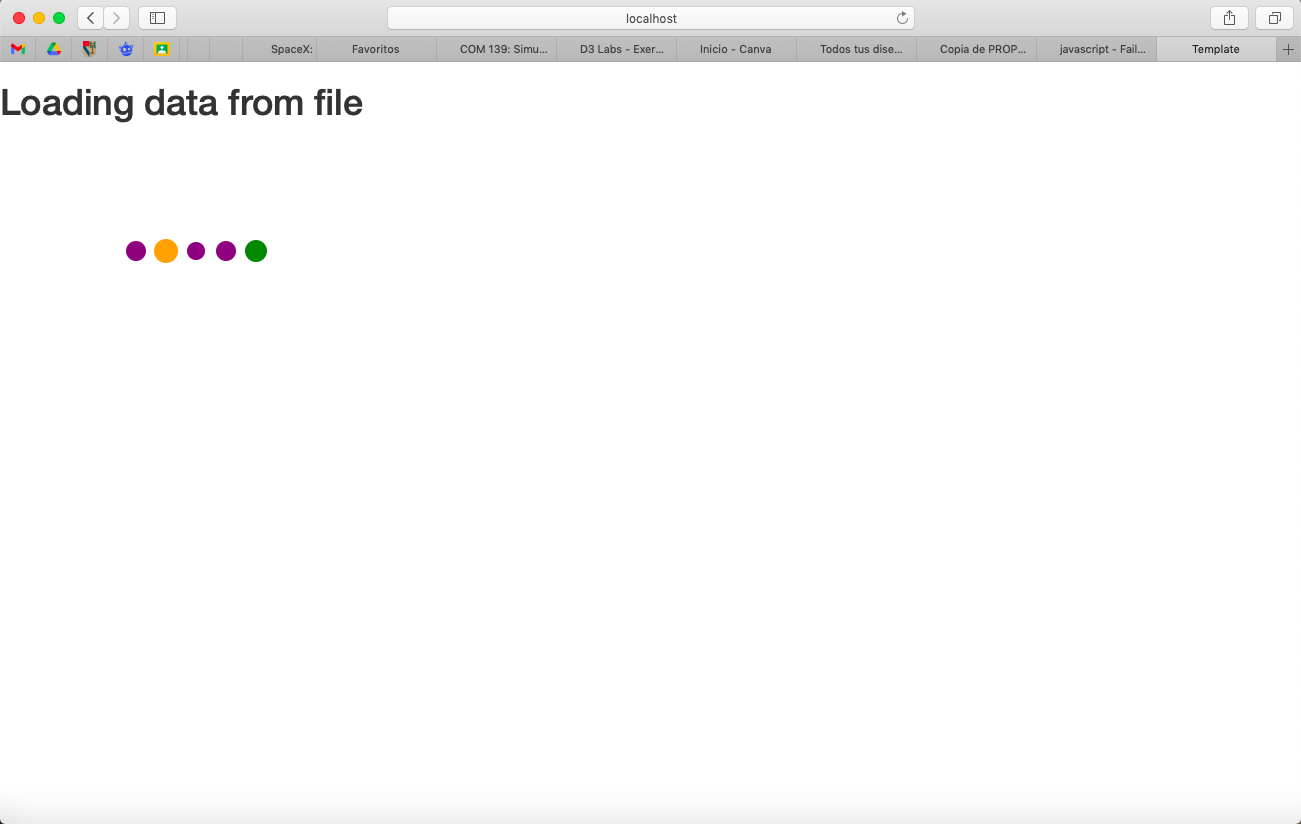 localhost
SpaceX:
Favoritos
COM 139: Simu...
D3 Labs - Exer...
Inicio - Canva
Todos tus dise...
Copia de PROP...
javascript - Fail...
Template
Loading data from file